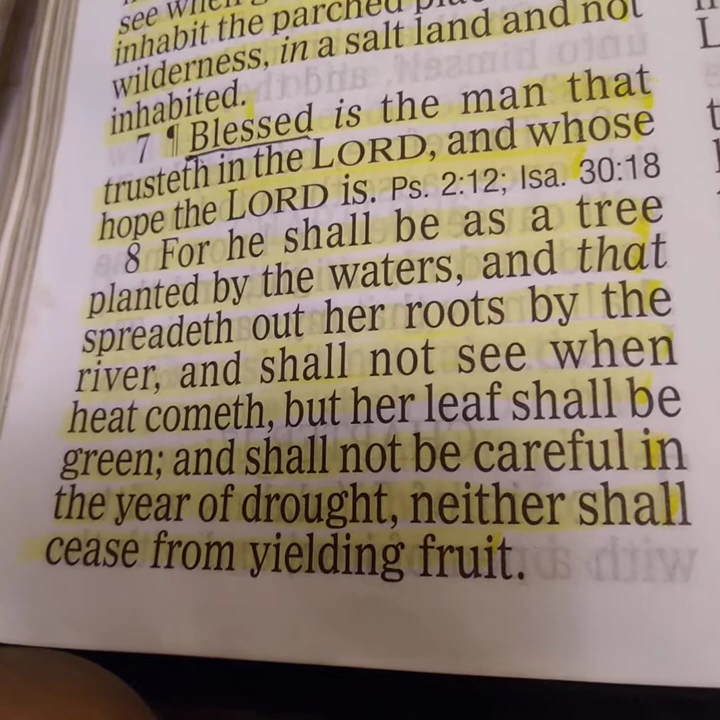 see when
inhabit the parched
wilderness, in a salt land and not
inhabited.
7 ¶ Blessed is the man that
trusteth in the LORD, and whose
hope the LORD is. Ps. 2:12; Isa. 30:18
8 For he shall be as a tree
planted by the waters, and that
spreadeth out her roots by the
river, and shall not see when
heat cometh, but her leaf shall be
green; and shall not be careful in
the year of drought, neither shall
cease from yielding fruit.